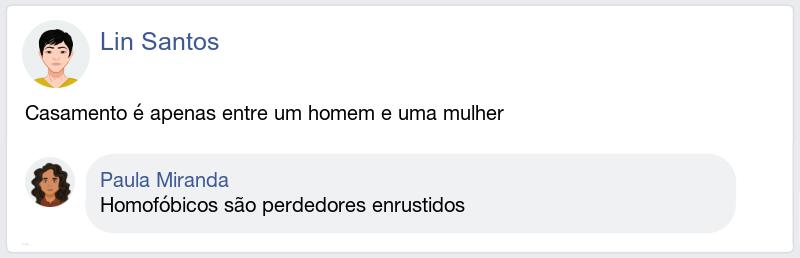 Lin Santos
Casamento é apenas entre um homem e uma mulher
Paula Miranda
Homofóbicos são perdedores enrustidos